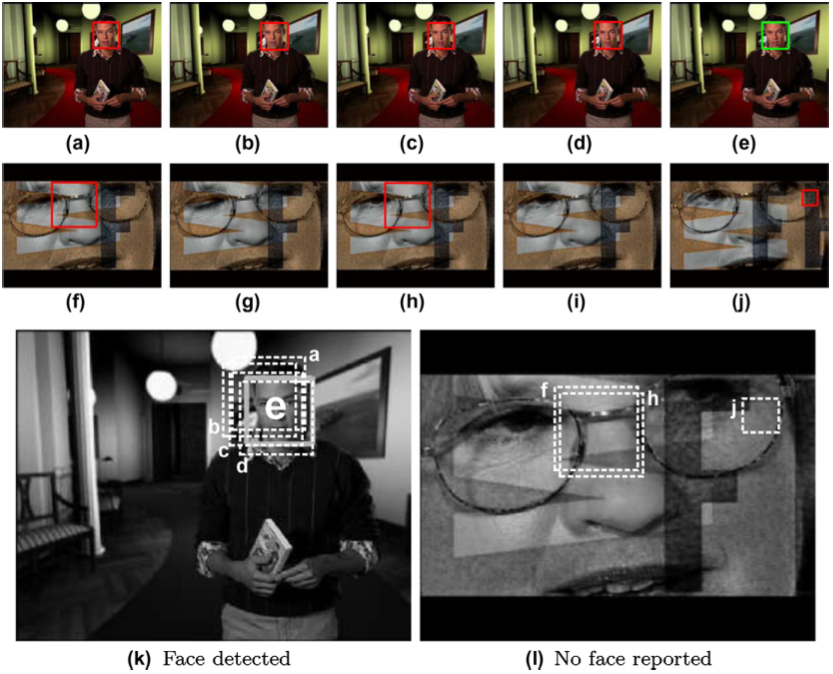 (a) (b) (c) (d) (e)
(f) (g) (h) (i) (j)
a
e
b
c
d
f h
j
(k) Face detected (l) No face reported